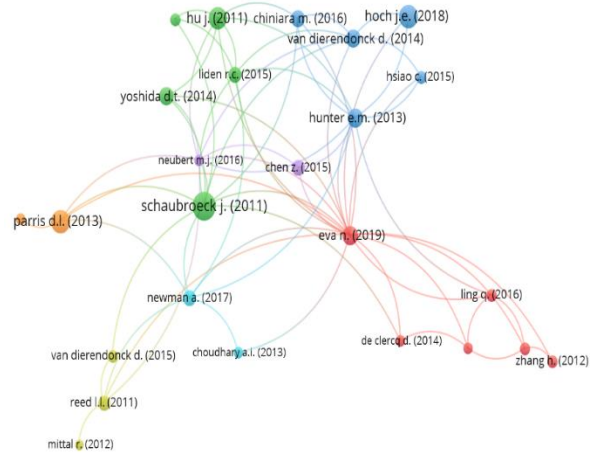 hu j. (2011)
chiniara m. (2016)
hoch j.e. (2018)
van dierendonck d. (2014)
liden r.c. (2015)
hsiao c. (2015)
yoshida d.t. (2014)
hunter e.m. (2013)
neubert m.j. (2016)
chen z. (2015)
schaubroeck j. (2011)
parris d.l. (2013)
eva n. (2019)
newman a. (2017)
ling q. (2016)
de clercq d. (2014)
van dierendonck d. (2015)
choudhary a.i. (2013)
zhang h. (2012)
reed l.l. (2011)
mittal r. (2012)